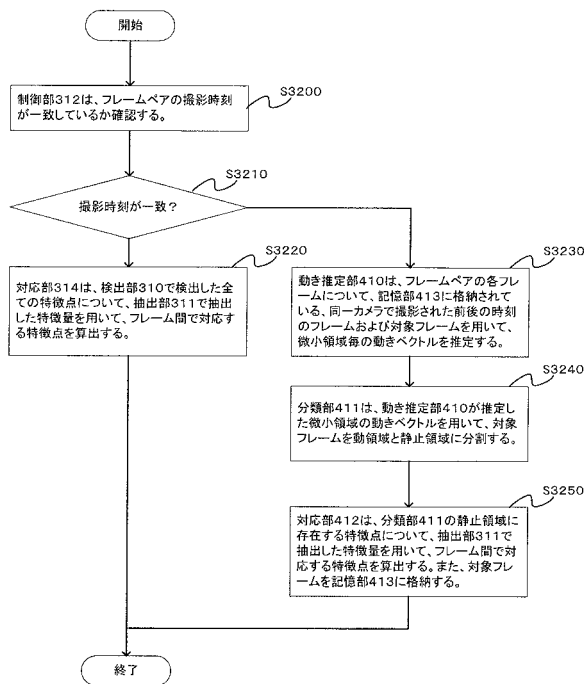 開始
S3200
制御部312は、フレームペアの撮影時刻
が一致しているか確認する。
S3210
撮影時刻が一致?
S3220
対応部314は、検出部310で検出した全
ての特徴点について、抽出部311で抽出
した特徴量を用いて、フレーム間で対応す
る特徴点を算出する。
S3230
動き推定部410は、フレームペアの各フレ
ームについて、記憶部413に格納されて
いる、同一カメラで撮影された前後の時刻
のフレームおよび対象フレームを用いて、
微小領域毎の動きベクトルを推定する。
S3240
分類部411は、動き推定部410が推定し
た微小領域の動きベクトルを用いて、対象
フレームを動領域と静止領域に分割する。
S3250
対応部412は、分類部411の静止領域に
存在する特徴点について、抽出部311で
抽出した特徴量を用いて、フレーム間で対
応する特徴点を算出する。また、対象フレ
ームを記憶部413に格納する。
終了